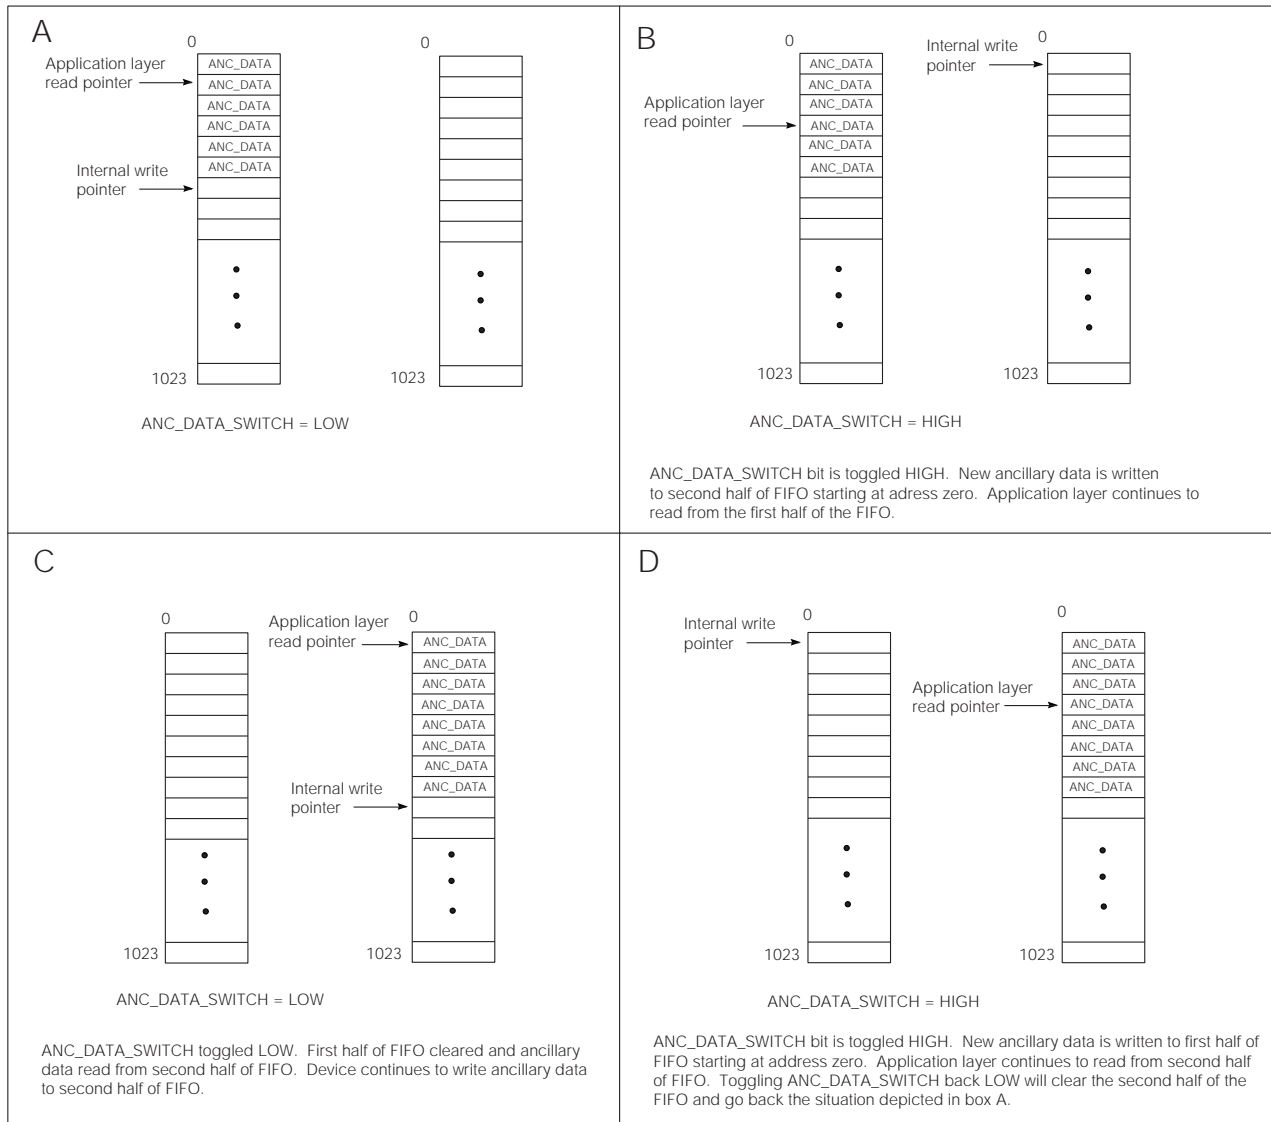 A
0
0
Application layer
read pointer
ANC_DATA
ANC_DATA
ANC_DATA
ANC_DATA
ANC_DATA
ANC_DATA
Internal write
pointer
1023
1023
ANC_DATA_SWITCH = LOW
B
0
0
Internal write
pointer
Application layer
read pointer
ANC_DATA
ANC_DATA
ANC_DATA
ANC_DATA
ANC_DATA
ANC_DATA
1023
1023
ANC_DATA_SWITCH = HIGH
ANC_DATA_SWITCH bit is toggled HIGH.  New ancillary data is written
to second half of FIFO starting at adress zero.  Application layer continues to
read from the first half of the FIFO.
C
0
0
Application layer
read pointer
ANC_DATA
ANC_DATA
ANC_DATA
ANC_DATA
ANC_DATA
ANC_DATA
ANC_DATA
ANC_DATA
Internal write
pointer
1023
1023
ANC_DATA_SWITCH = LOW
ANC_DATA_SWITCH toggled LOW.  First half of FIFO cleared and ancillary
data read from second half of FIFO.  Device continues to write ancillary data
to second half of FIFO.
D
0
0
Internal write
pointer
Application layer
read pointer
ANC_DATA
ANC_DATA
ANC_DATA
ANC_DATA
ANC_DATA
ANC_DATA
ANC_DATA
ANC_DATA
1023
1023
ANC_DATA_SWITCH = HIGH
ANC_DATA_SWITCH bit is toggled HIGH.  New ancillary data is written to first half of
FIFO starting at address zero.  Application layer continues to read from second half
of FIFO.  Toggling ANC_DATA_SWITCH back LOW will clear the second half of the
FIFO and go back the situation depicted in box A.